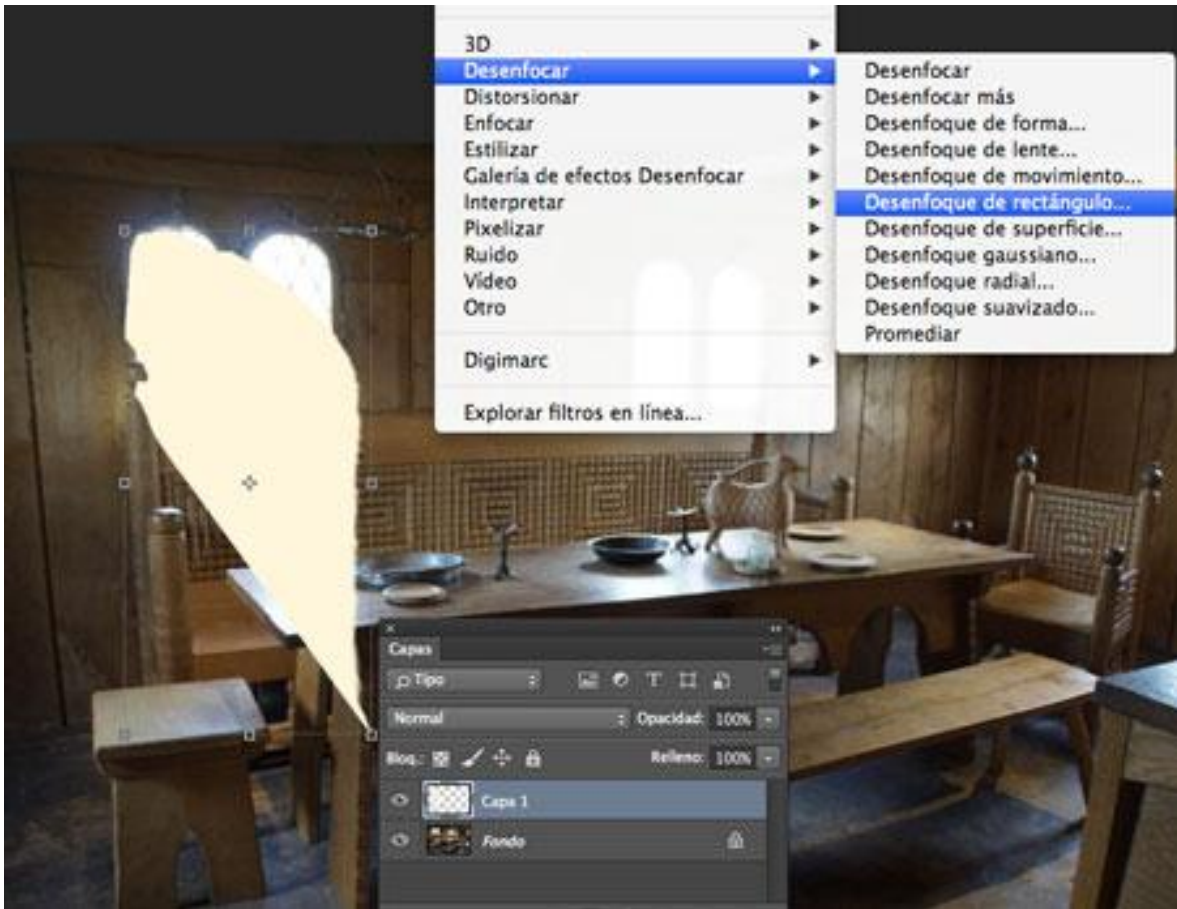 3D
Desenfocar
Distorsionar
Enfocar
Estilizar
Galería de efectos Desenfocar
Interpretar
Pixelizar
Ruido
Vídeo
Otro
Digimarc
Explorar filtros en línea...
Desenfocar
Desenfocar más
Desenfoque de forma...
Desenfoque de lente...
Desenfoque de movimiento...
Desenfoque de rectángulo...
Desenfoque de superficie...
Desenfoque gaussiano...
Desenfoque radial...
Desenfoque suavizado...
Promediar
Capas
Tipo
Normal Opacidad: 100%
Bloq.: Relleno: 100%
Capa 1
Fondo